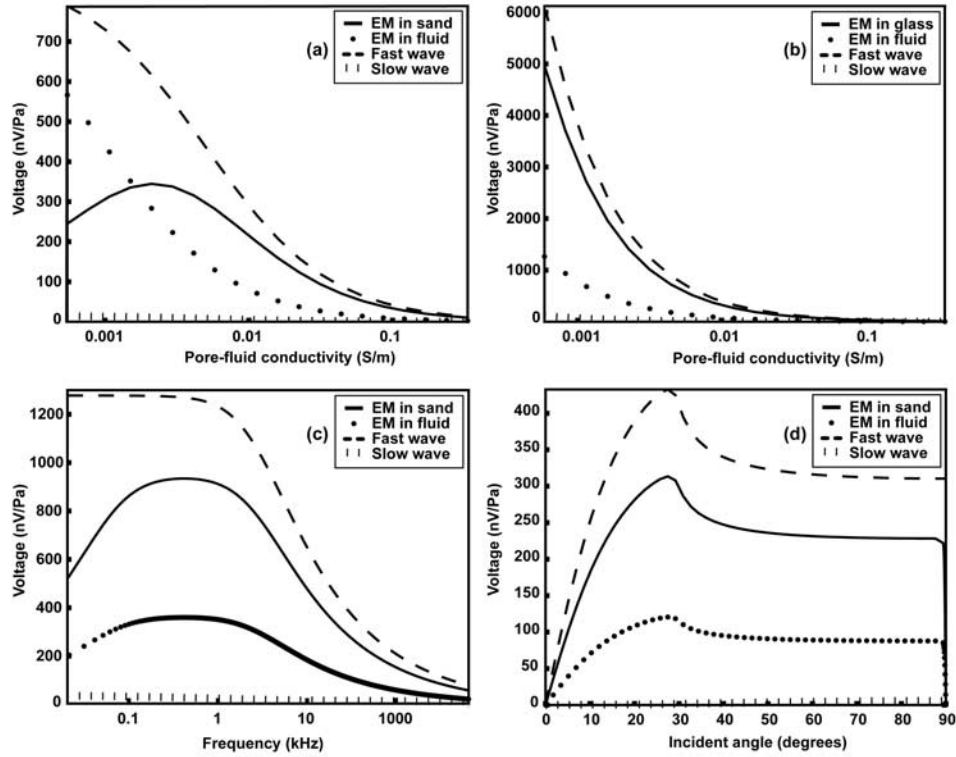 EM in sand
EM in fluid
Fast wave
Slow wave
(a)
Voltage (nV/Pa)
700
600
500
400
300
200
100
0
0.001
0.01
0.1
Pore-fluid conductivity (S/m)
EM in glass
EM in fluid
Fast wave
Slow wave
(b)
Voltage (nV/Pa)
6000
5000
4000
3000
2000
1000
0
0.001
0.01
0.1
Pore-fluid conductivity (S/m)
EM in sand
EM in fluid
Fast wave
Slow wave
(c)
Voltage (nV/Pa)
1200
1000
800
600
400
200
0
0.1
1
10
100
1000
Frequency (kHz)
EM in sand
EM in fluid
Fast wave
Slow wave
(d)
Voltage (nV/Pa)
400
350
300
250
200
150
100
50
0
0
10
20
30
40
50
60
70
80
90
Incident angle (degrees)